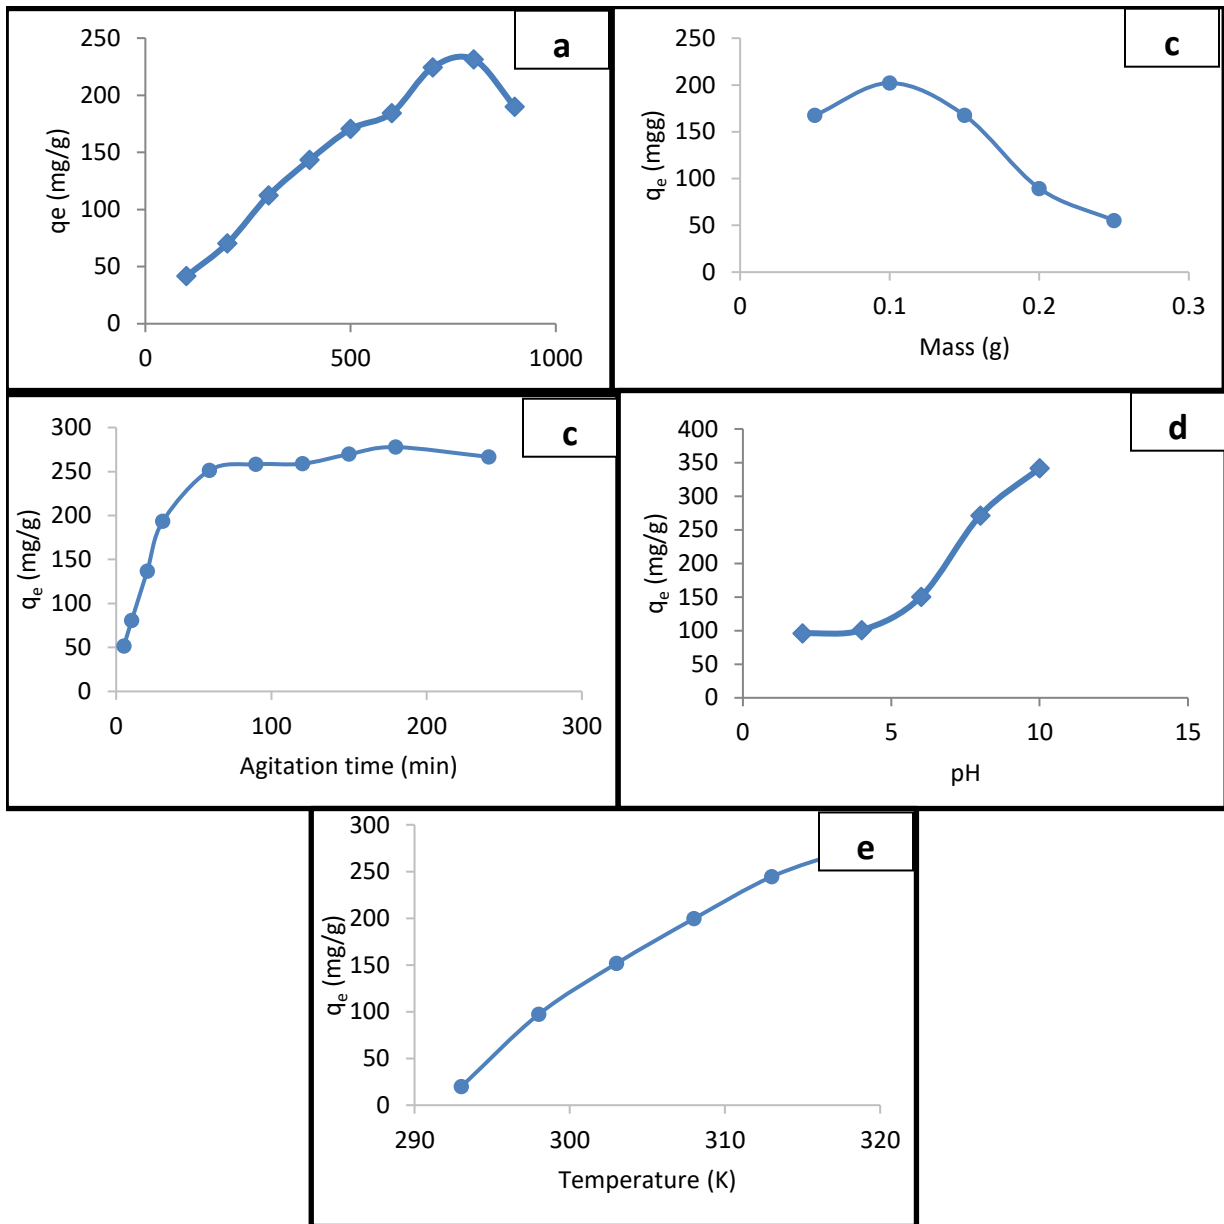 a
250
200
150
100
50
0
qe (mg/g)
0 500 1000
c
250
200
150
100
50
0
qe (mgg)
0 0.1 0.2 0.3
Mass (g)
c
300
250
200
150
100
50
0
qe (mg/g)
0 100 200 300
Agitation time (min)
d
400
350
300
250
200
150
100
50
0
qe (mg/g)
0 5 10 15
pH
e
300
250
200
150
100
50
0
qe (mg/g)
290 300 310 320
Temperature (K)